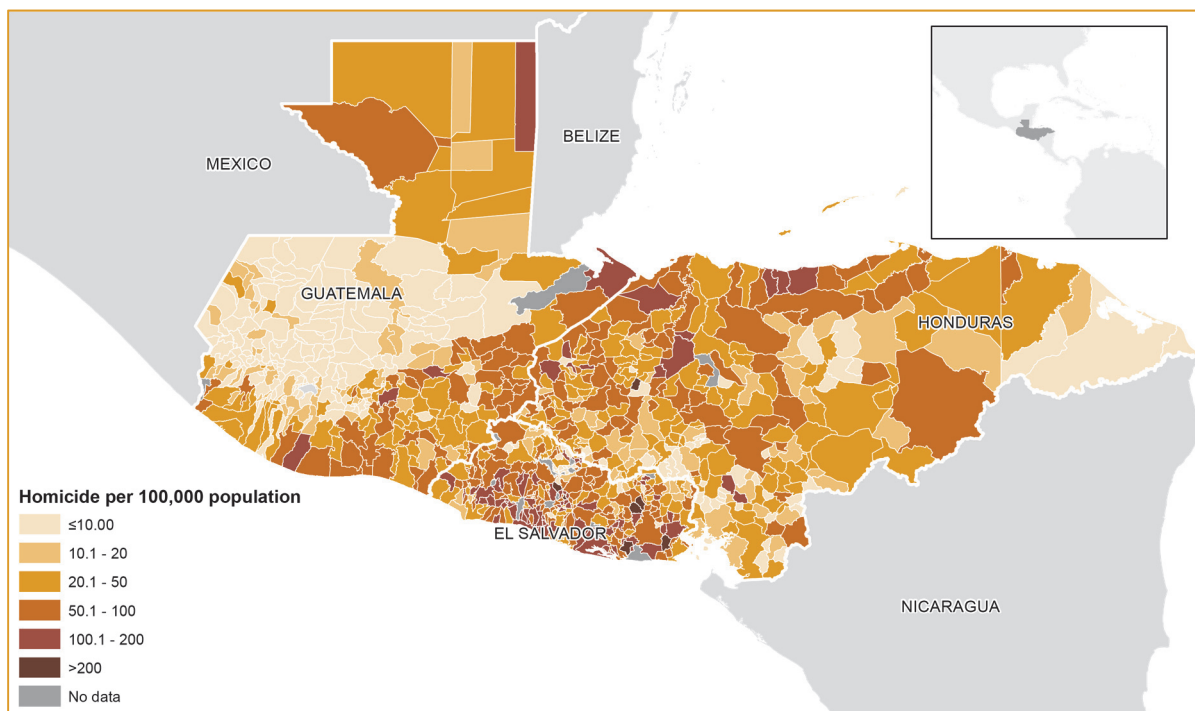 MEXICO
BELIZE
GUATEMALA
HONDURAS
EL SALVADOR
NICARAGUA
Homicide per 100,000 population
≤10.00
10.1 - 20
20.1 - 50
50.1 - 100
100.1 - 200
>200
No data